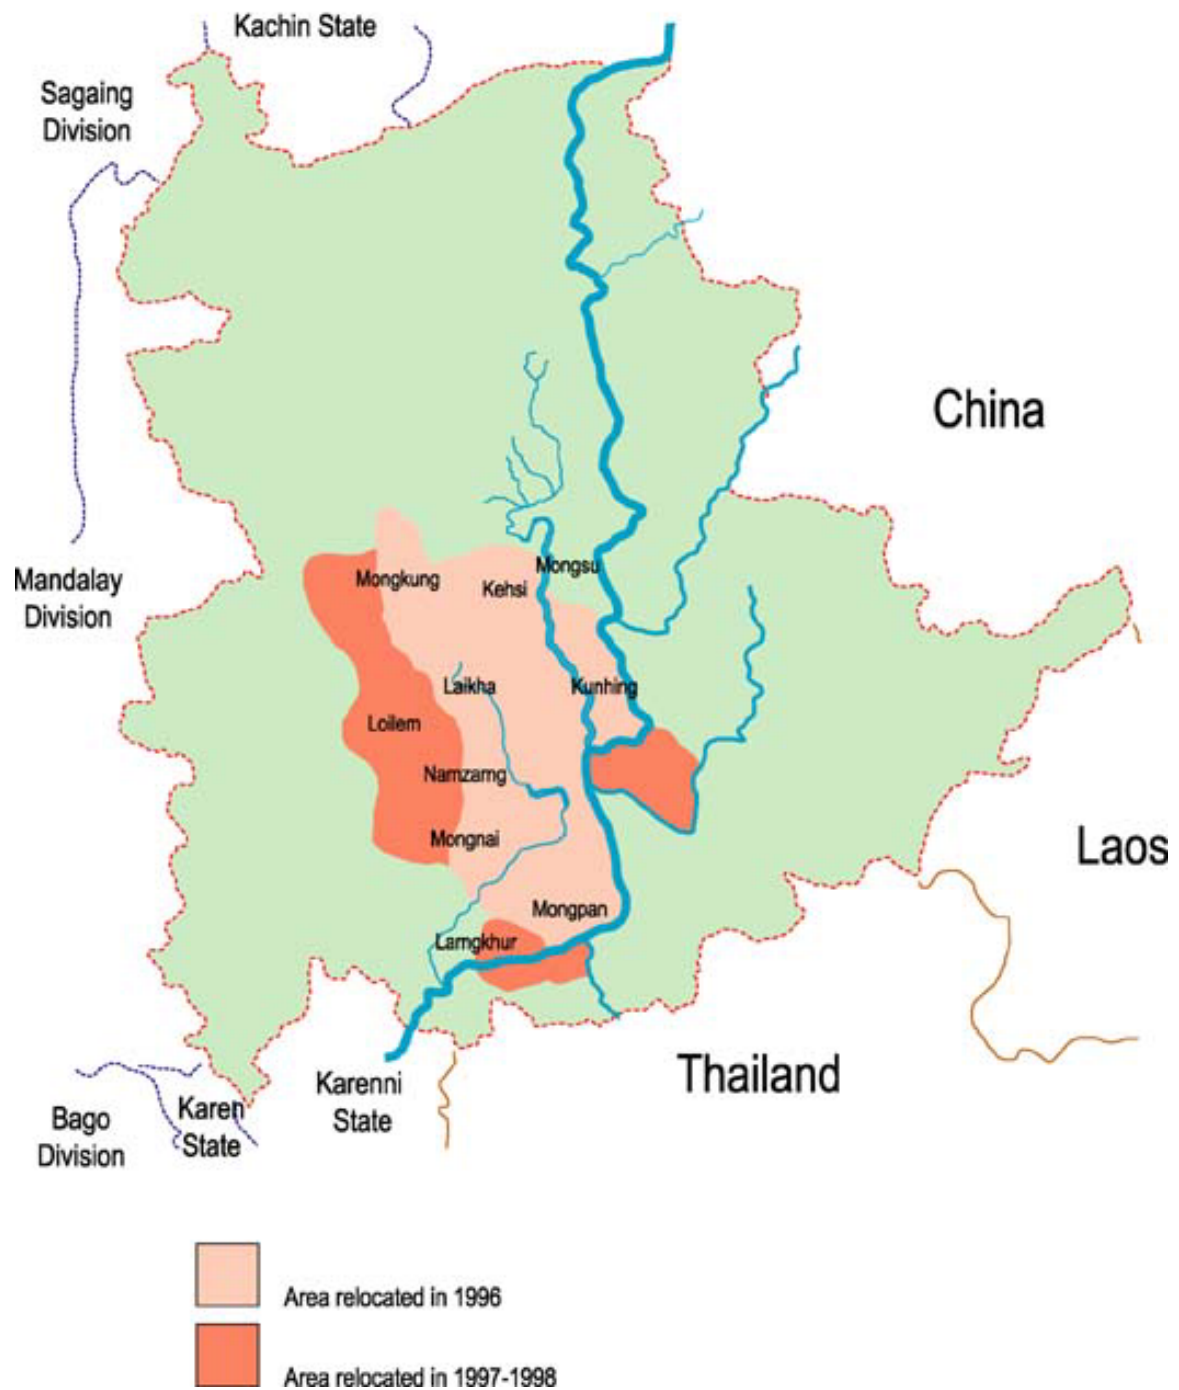 Kachin State
Sagaing
Division
China
Mandalay
Division
Mongsu
Mongkung
Kehsi
Laikha
Kunhing
Loilem
Namzarng
Mongnai
Laos
Mongpan
Larngkhur
Thailand
Karenni
State
Karen
State
Bago
Division
Area relocated in 1996
Area relocated in 1997-1998